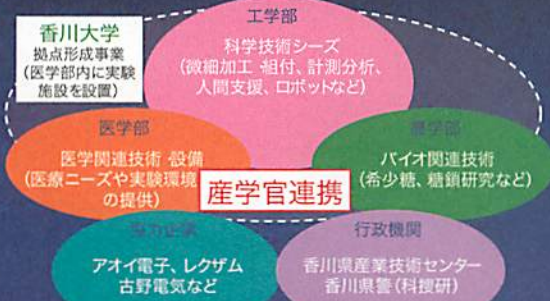 香川大学
拠点形成事業
(医学部内に実験
施設を設置)
工学部
科学技術シーズ
(微細加工・組付、計測分析、
人間支援、ロボットなど)
医学部
医学関連技術・設備
(医療ニーズや実験環境
の提供)
農学部
バイオ関連技術
(希少糖、糖鎖研究など)
産学官連携
協力企業
アオイ電子、レクザム
古野電気など
行政機関
香川県産業技術センター
香川県警(科捜研)